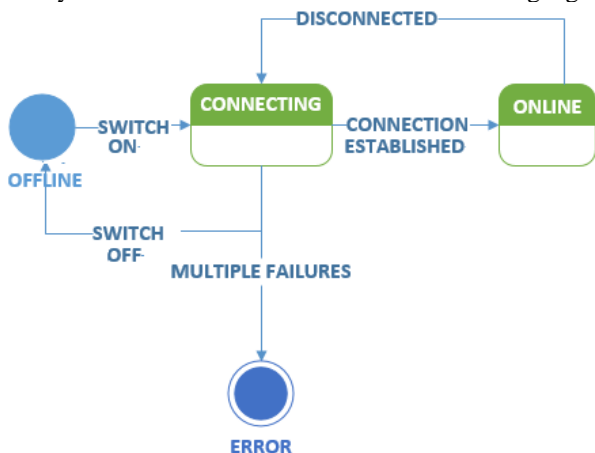 DISCONNECTED
CONNECTING
ONLINE
SWITCH
ON
CONNECTION
ESTABLISHED
OFFLINE
SWITCH
OFF
MULTIPLE FAILURES
ERROR